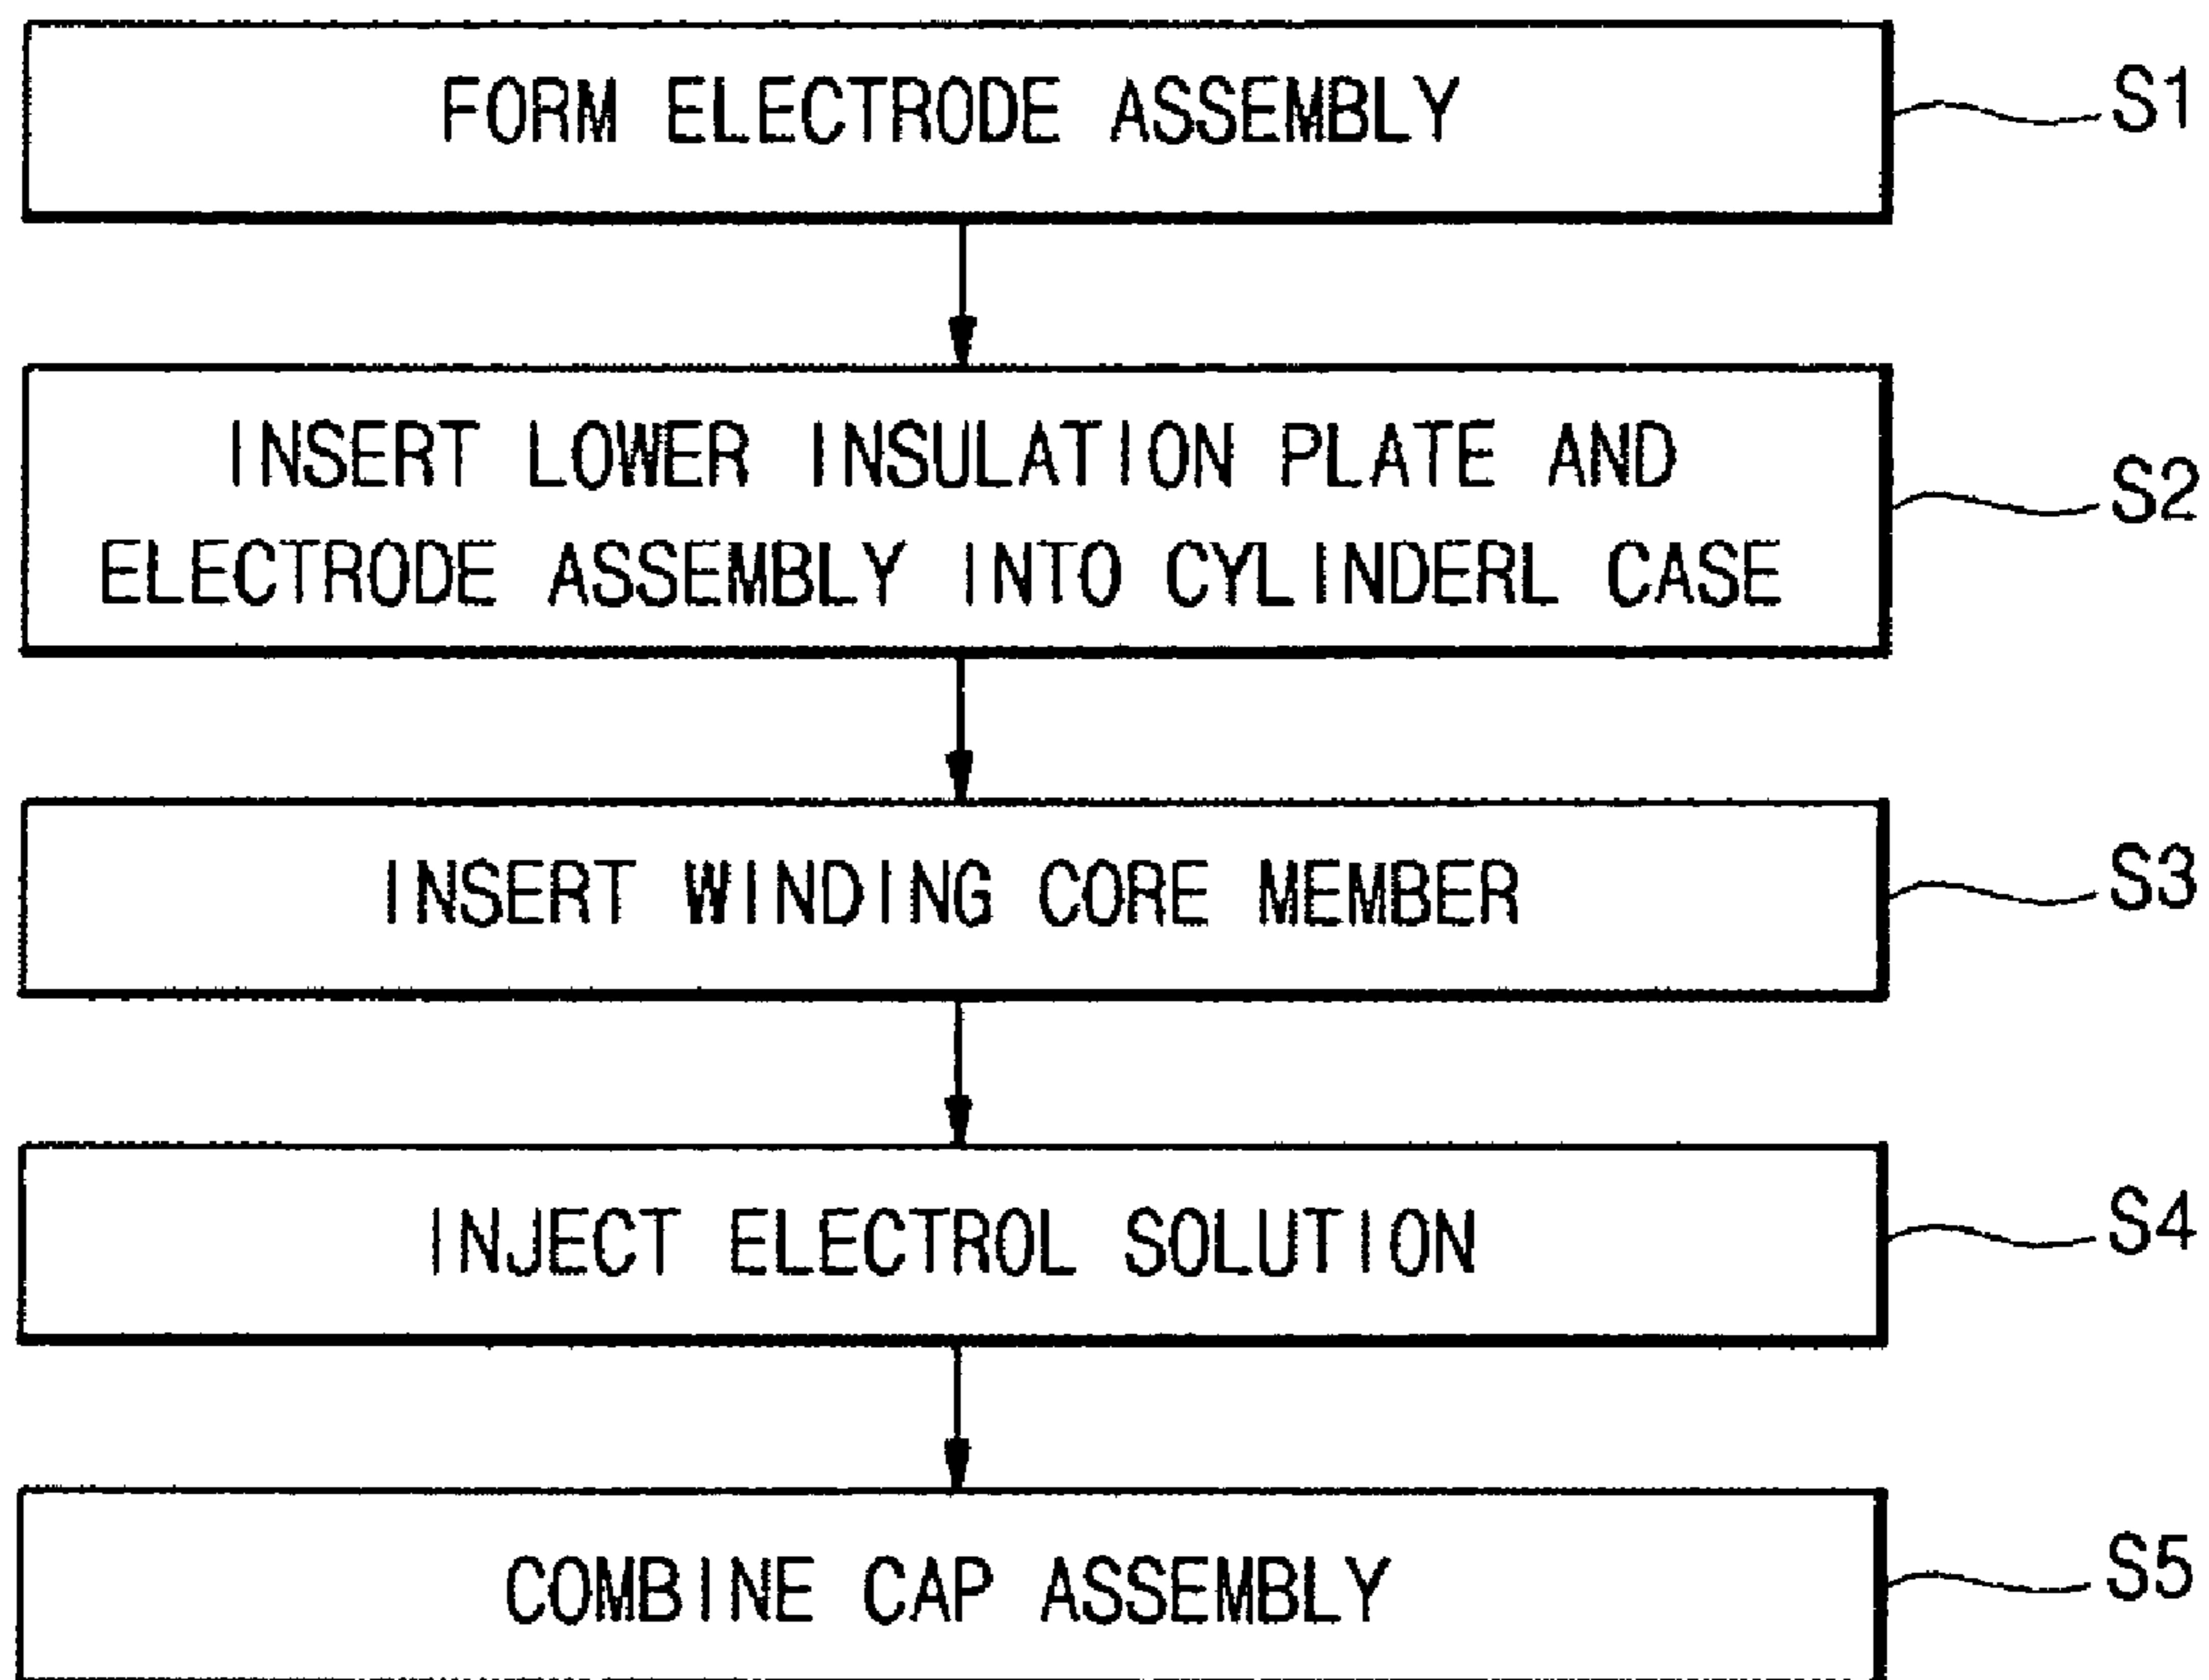 FORM ELECTRODE ASSEMBLY
S1
INSERT LOWER INSULATION PLATE AND
ELECTRODE ASSEMBLY INTO CYLINDERL CASE
S2
INSERT WINDING CORE MEMBER
S3
INJECT ELECTROL SOLUTION
S4
COMBINE CAP ASSEMBLY
S5